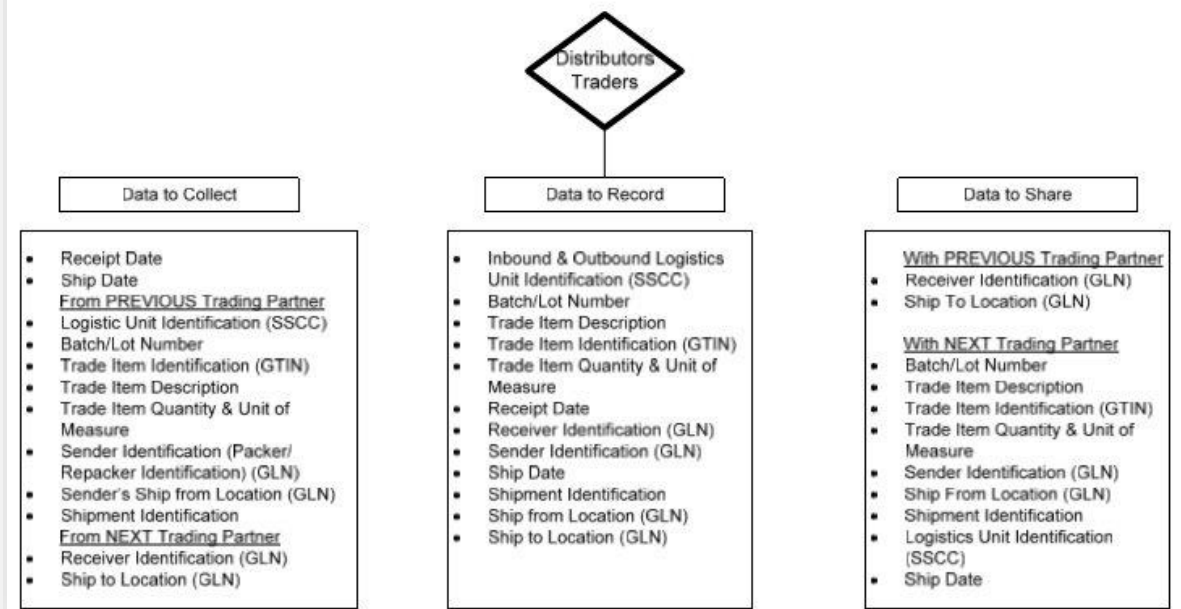 Distributors
Traders
Data to Collect
Data to Record
Data to Share
• Receipt Date
• Ship Date
From PREVIOUS Trading Partner
• Logistic Unit Identification (SSCC)
• Batch/Lot Number
• Trade Item Identification (GTIN)
• Trade Item Description
• Trade Item Quantity & Unit of
Measure
• Sender Identification (Packer/
Repacker Identification) (GLN)
• Sender's Ship from Location (GLN)
• Shipment Identification
From NEXT Trading Partner
• Receiver Identification (GLN)
• Ship to Location (GLN)
• Inbound & Outbound Logistics
Unit Identification (SSCC)
• Batch/Lot Number
• Trade Item Description
• Trade Item Identification (GTIN)
• Trade Item Quantity & Unit of
Measure
• Receipt Date
• Receiver Identification (GLN)
• Sender Identification (GLN)
• Ship Date
• Shipment Identification
• Ship from Location (GLN)
• Ship to Location (GLN)
With PREVIOUS Trading Partner
• Receiver Identification (GLN)
• Ship To Location (GLN)
With NEXT Trading Partner
• Batch/Lot Number
• Trade Item Description
• Trade Item Identification (GTIN)
• Trade Item Quantity & Unit of
Measure
• Sender Identification (GLN)
• Ship From Location (GLN)
• Shipment Identification
• Logistics Unit Identification
(SSCC)
• Ship Date